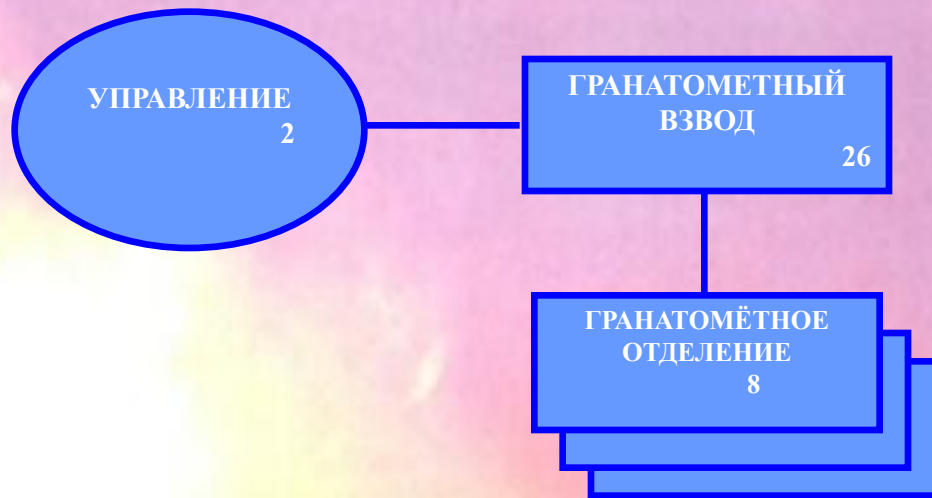 УПРАВЛЕНИЕ
2
ГРАНАТОМЕТНЫЙ
ВЗВОД
26
ГРАНАТОМЁТНОЕ
ОТДЕЛЕНИЕ
8